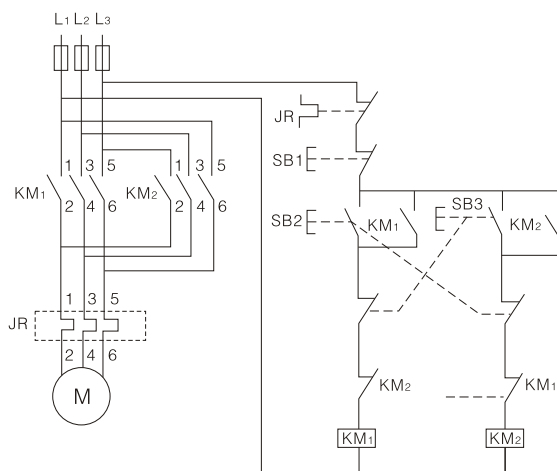 L₁ L₂ L₃
JR
SB1
1 3 5 1 3 5
KM₁ KM₂
2 4 6 2 4 6
SB2 KM₁ SB3 KM₂
1 3 5
JR
2 4 6
M
KM₂ KM₁
KM₁ KM₂